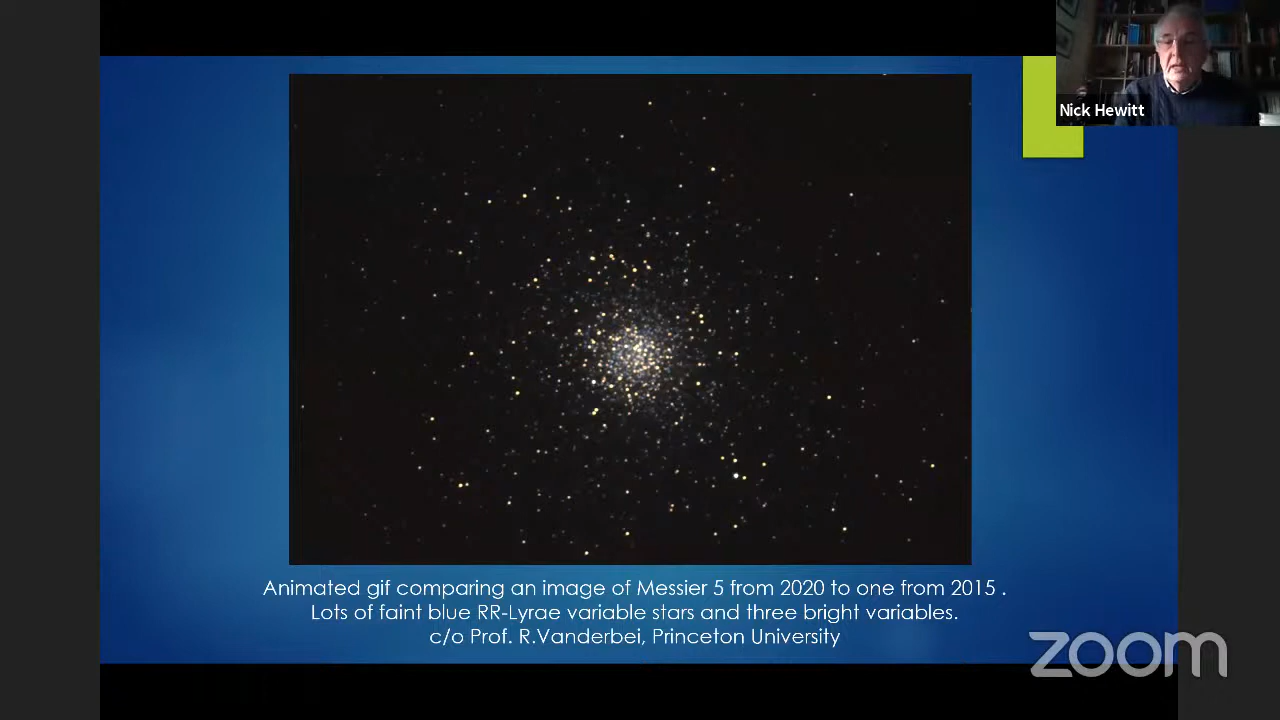 Nick Hewitt
Animated gif comparing an image of Messier 5 from 2020 to one from 2015 .
Lots of faint blue RR-Lyrae variable stars and three bright variables.
c/o Prof. R.Vanderbei, Princeton University
zoom